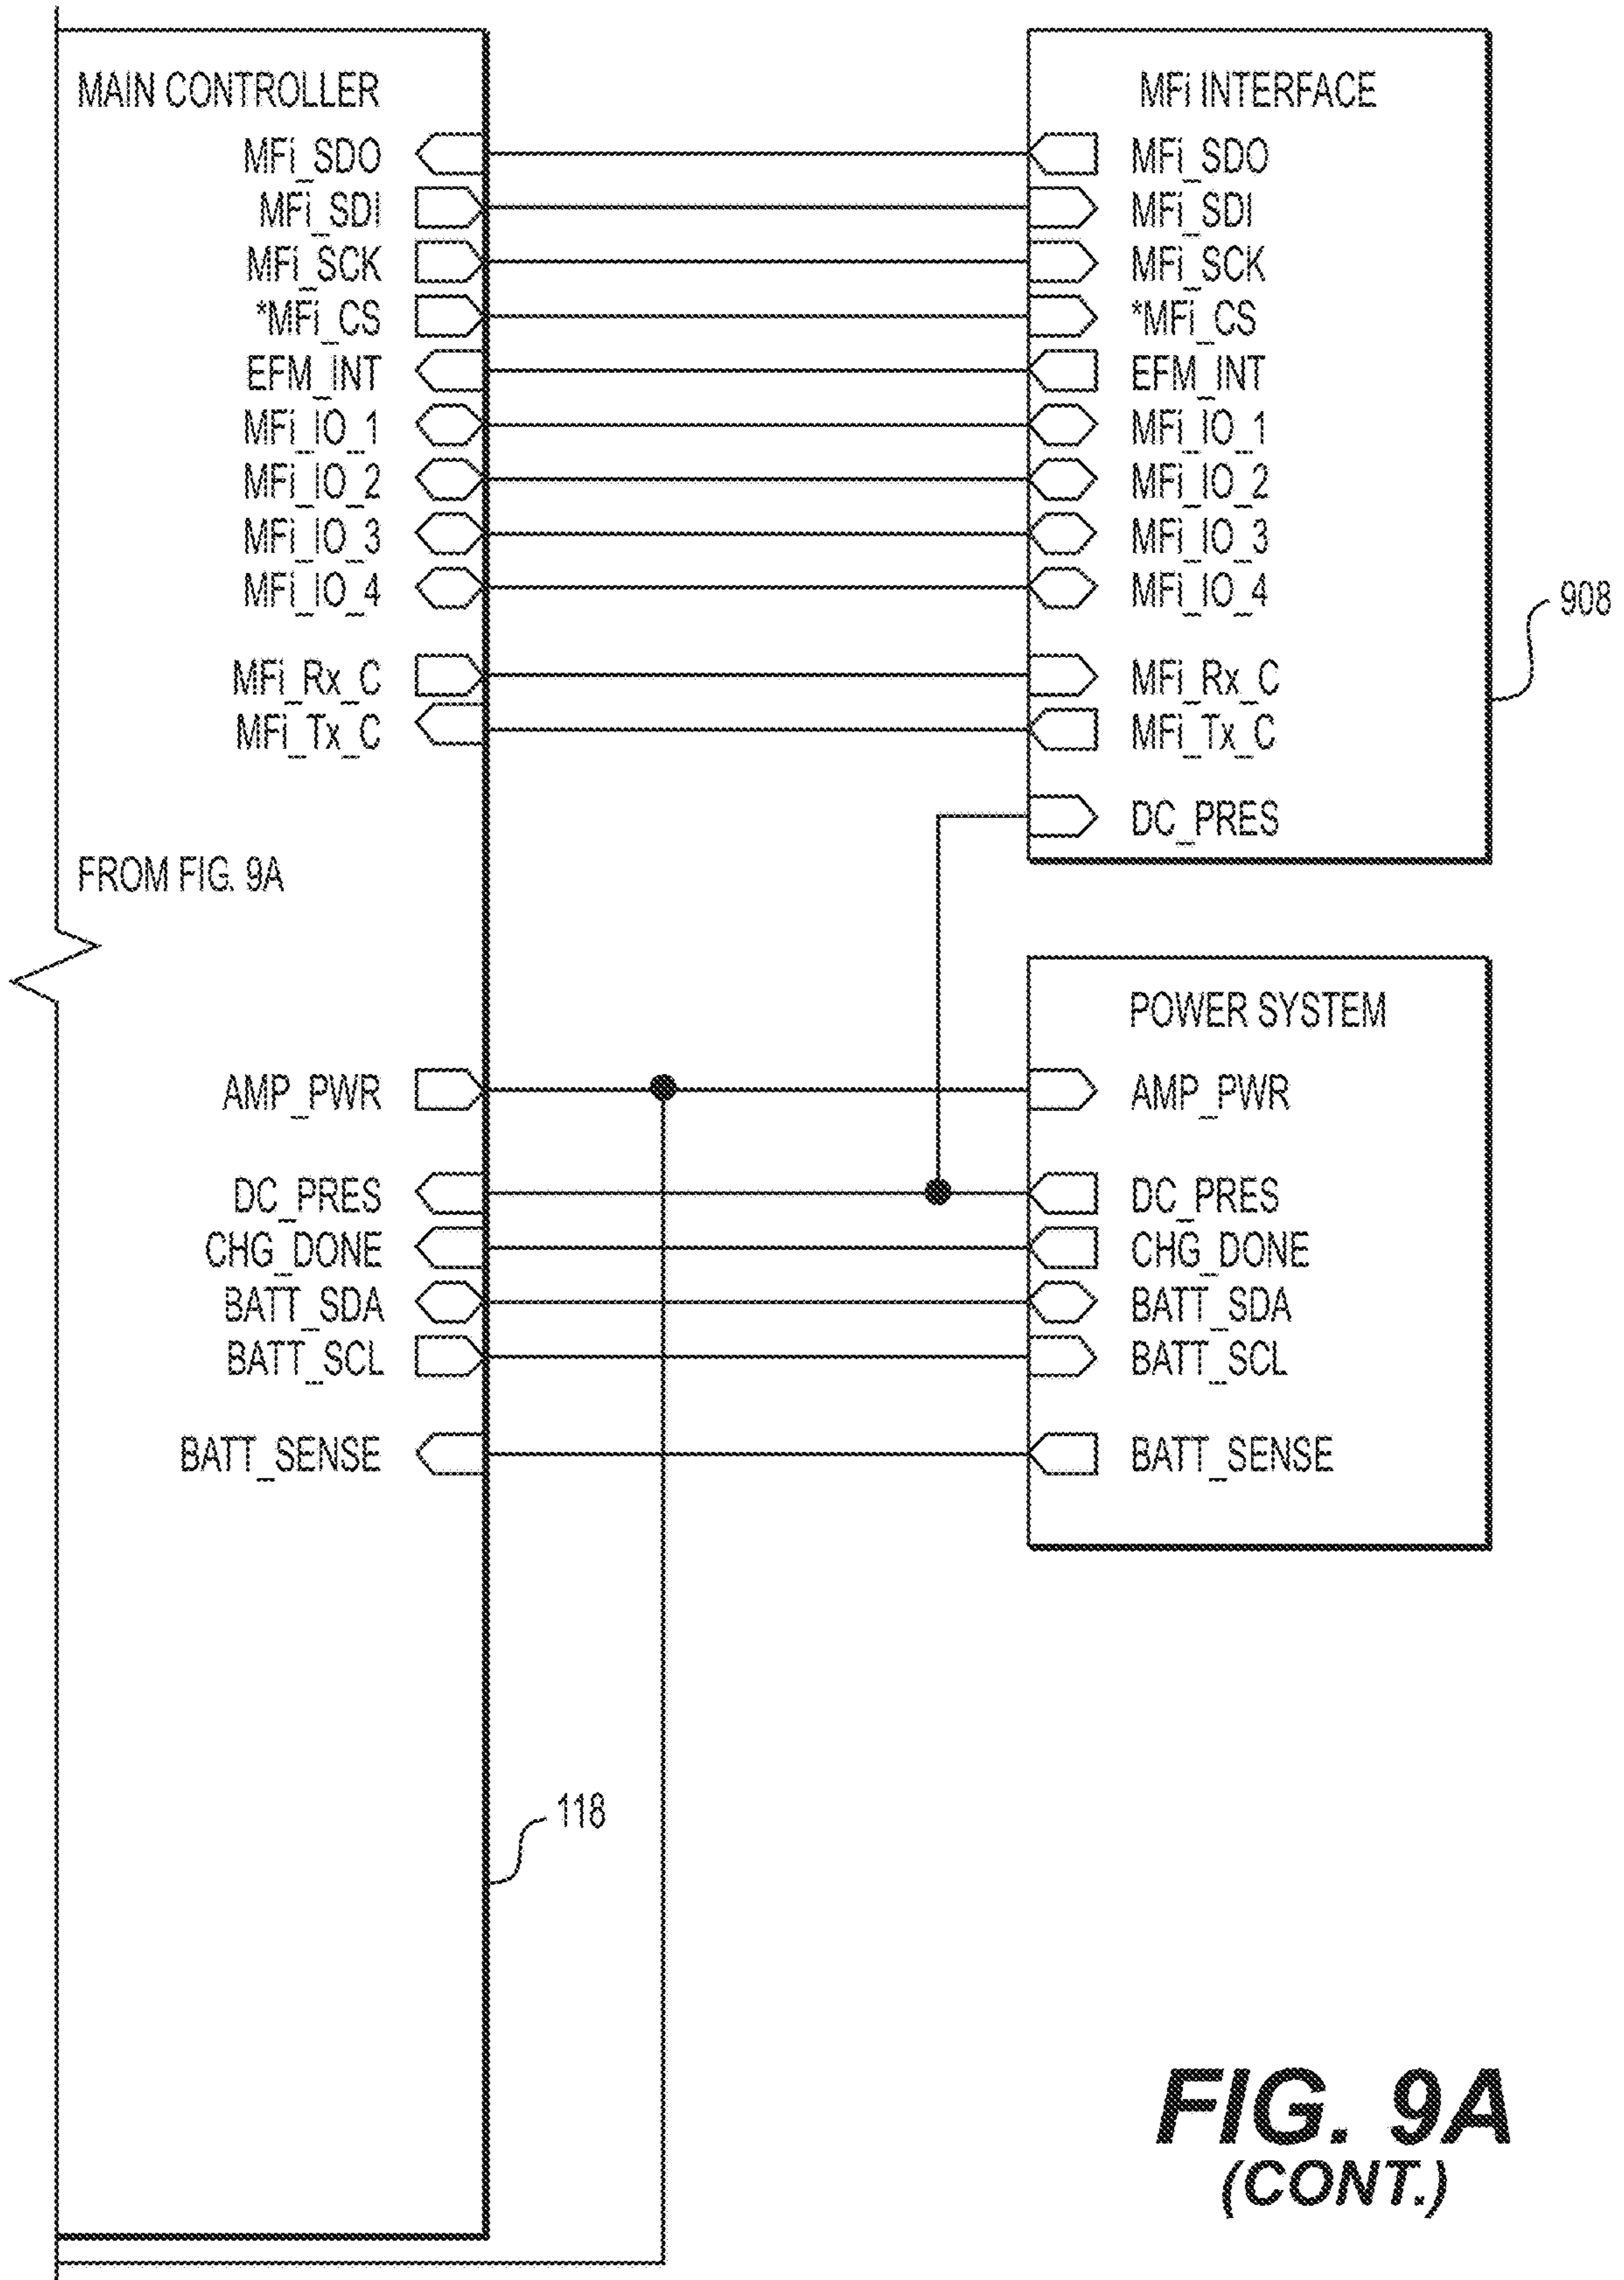 MAIN CONTROLLER
MFi_SDO
MFi_SDI
MFi_SCK
*MFi_CS
EFM_INT
MFi_IO_1
MFi_IO_2
MFi_IO_3
MFi_IO_4
MFi_Rx_C
MFi_Tx_C
FROM FIG. 9A
AMP_PWR
DC_PRES
CHG_DONE
BATT_SDA
BATT_SCL
BATT_SENSE
118
MFi INTERFACE
MFi_SDO
MFi_SDI
MFi_SCK
*MFi_CS
EFM_INT
MFi_IO_1
MFi_IO_2
MFi_IO_3
MFi_IO_4
MFi_Rx_C
MFi_Tx_C
DC_PRES
908
POWER SYSTEM
AMP_PWR
DC_PRES
CHG_DONE
BATT_SDA
BATT_SCL
BATT_SENSE
FIG. 9A
(CONT.)